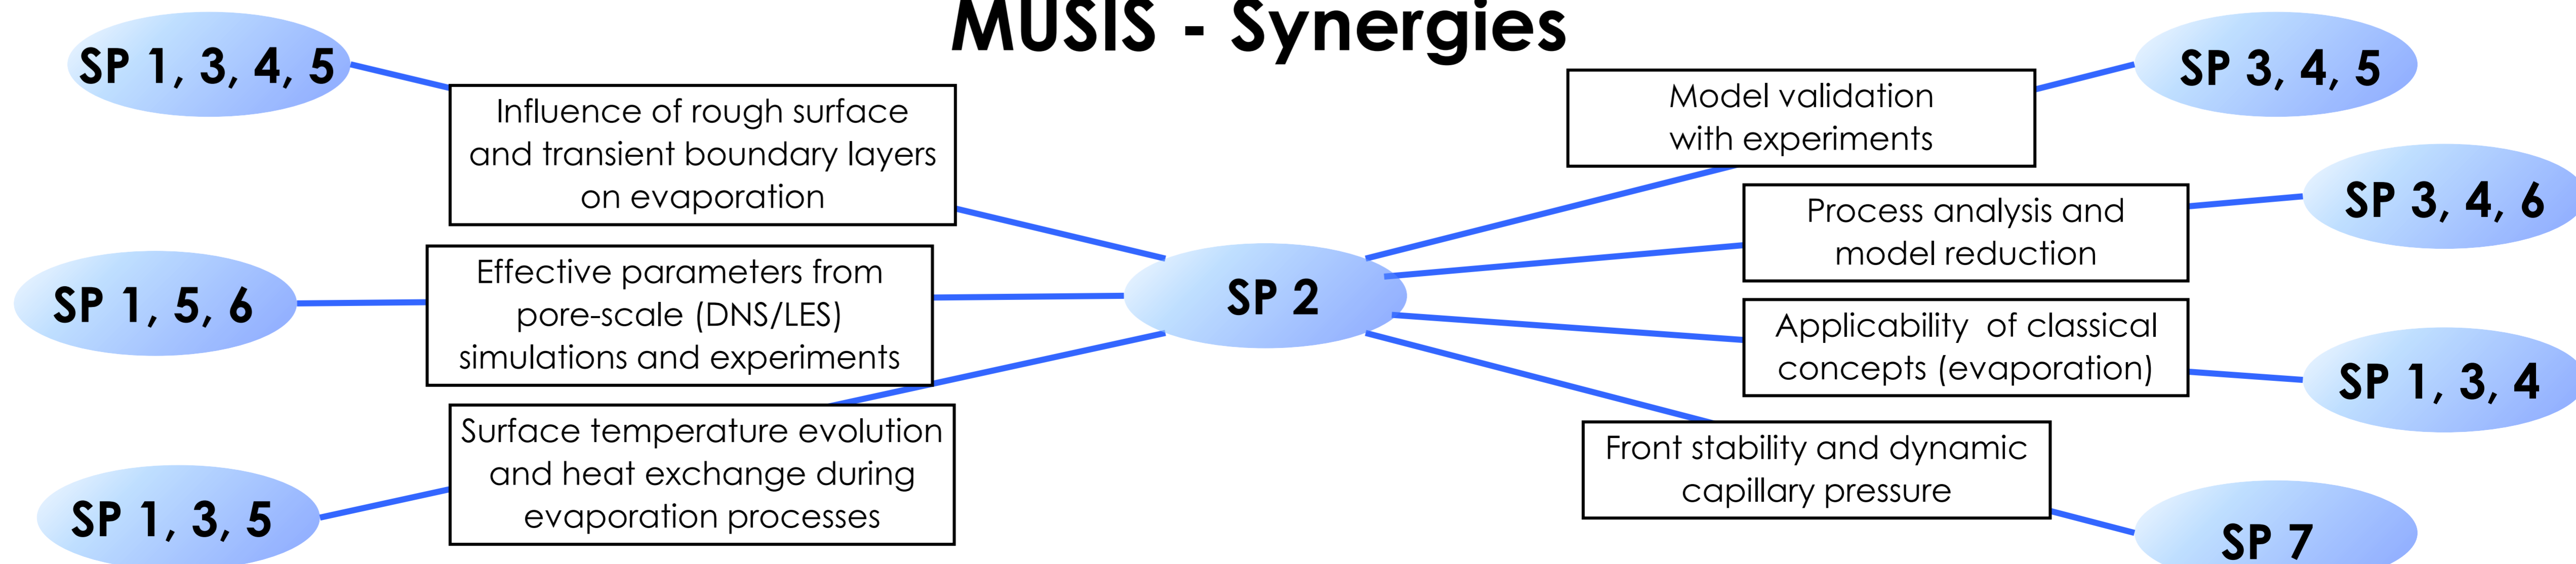 MUSIS - Synergies
SP 1, 3, 4, 5
Influence of rough surface
and transient boundary layers
on evaporation
SP 1, 5, 6
Effective parameters from
pore-scale (DNS/LES)
simulations and experiments
SP 1, 3, 5
Surface temperature evolution
and heat exchange during
evaporation processes
SP 2
Model validation
with experiments
SP 3, 4, 5
Process analysis and
model reduction
SP 3, 4, 6
Applicability of classical
concepts (evaporation)
SP 1, 3, 4
Front stability and dynamic
capillary pressure
SP 7